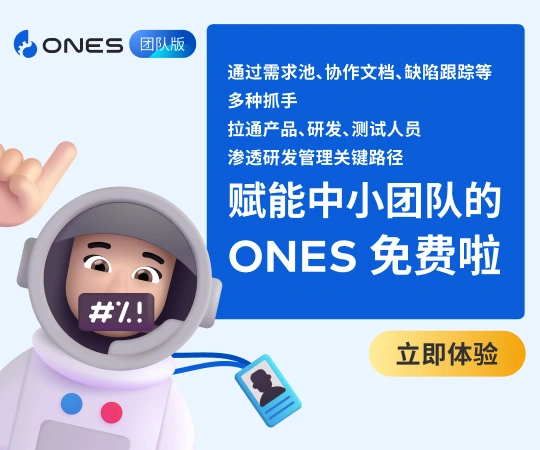 ONES 团队版
通过需求池、协作文档、缺陷跟踪等
多种抓手
拉通产品、研发、测试人员
渗透研发管理关键路径
赋能中小团队的
ONES 免费啦
#%!
立即体验